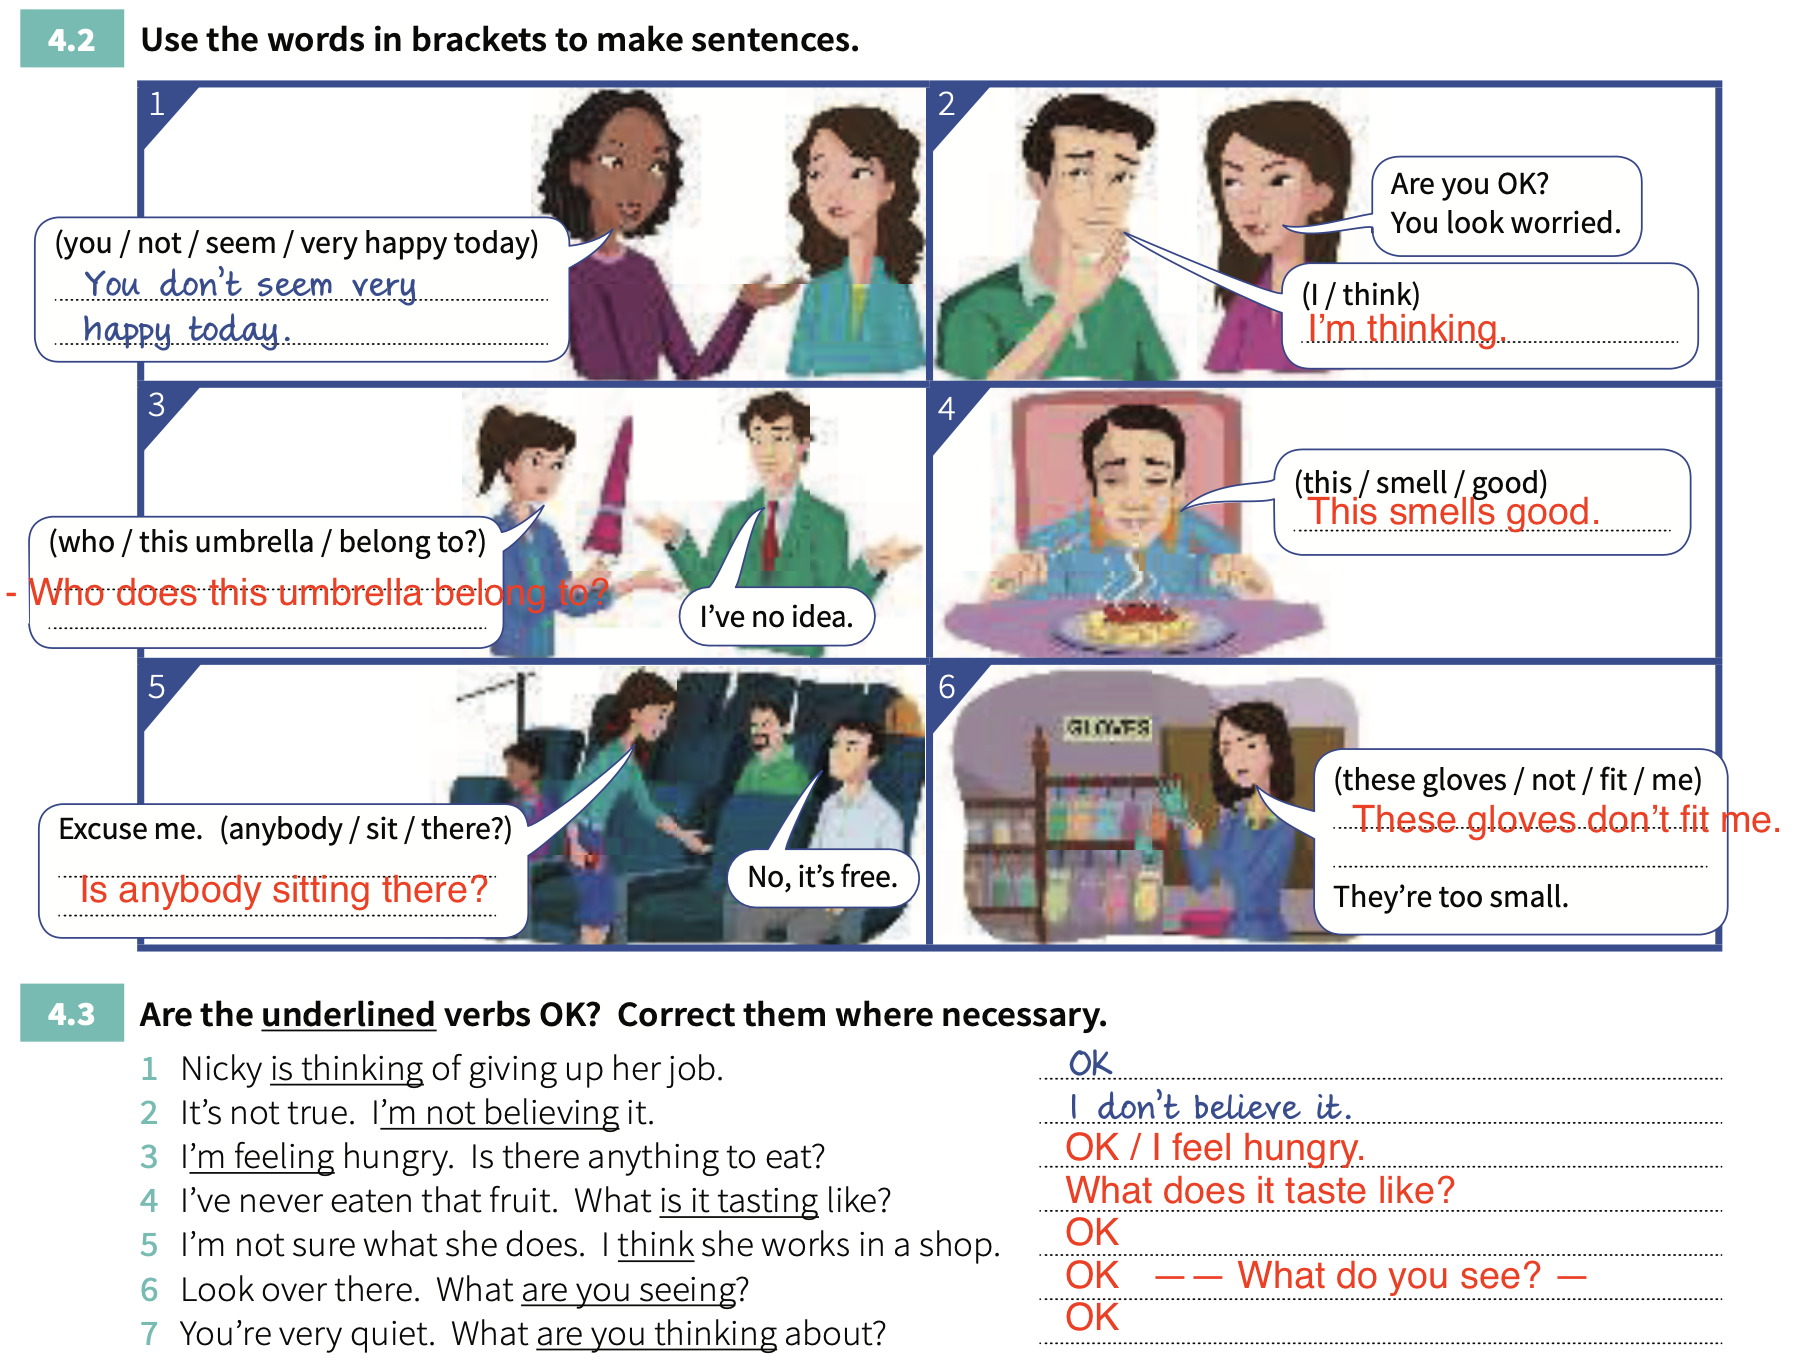 4.2 Use the words in brackets to make sentences.
1
(you / not / seem / very happy today)
You don't seem very
happy today.
2
Are you OK?
You look worried.
(I / think)
I'm thinking.
3
(who / this umbrella / belong to?)
- Who does this umbrella belong to?
I've no idea.
4
(this / smell / good)
This smells good.
5
Excuse me. (anybody / sit / there?)
Is anybody sitting there?
No, it's free.
6
GLOVES
(these gloves / not / fit / me)
These gloves don't fit me.
They're too small.
4.3 Are the underlined verbs OK? Correct them where necessary.
1 Nicky is thinking of giving up her job. OK
2 It's not true. I'm not believing it. I don't believe it.
3 I'm feeling hungry. Is there anything to eat? OK / I feel hungry.
4 I've never eaten that fruit. What is it tasting like? What does it taste like?
5 I'm not sure what she does. I think she works in a shop. OK
6 Look over there. What are you seeing? OK —— What do you see? —
7 You're very quiet. What are you thinking about? OK